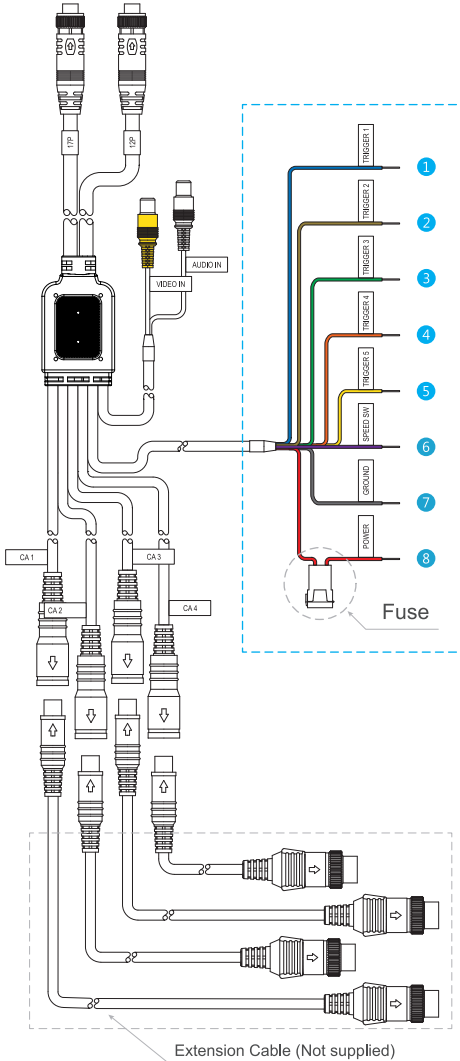 17P
12P
AUDIO IN
VIDEO IN
TRIGGER 1
1
TRIGGER 2
2
TRIGGER 3
3
TRIGGER 4
4
TRIGGER 5
5
SPEED SW
6
GROUND
7
POWER
8
Fuse
CA 1
CA 3
CA 2
CA 4
Extension Cable (Not supplied)